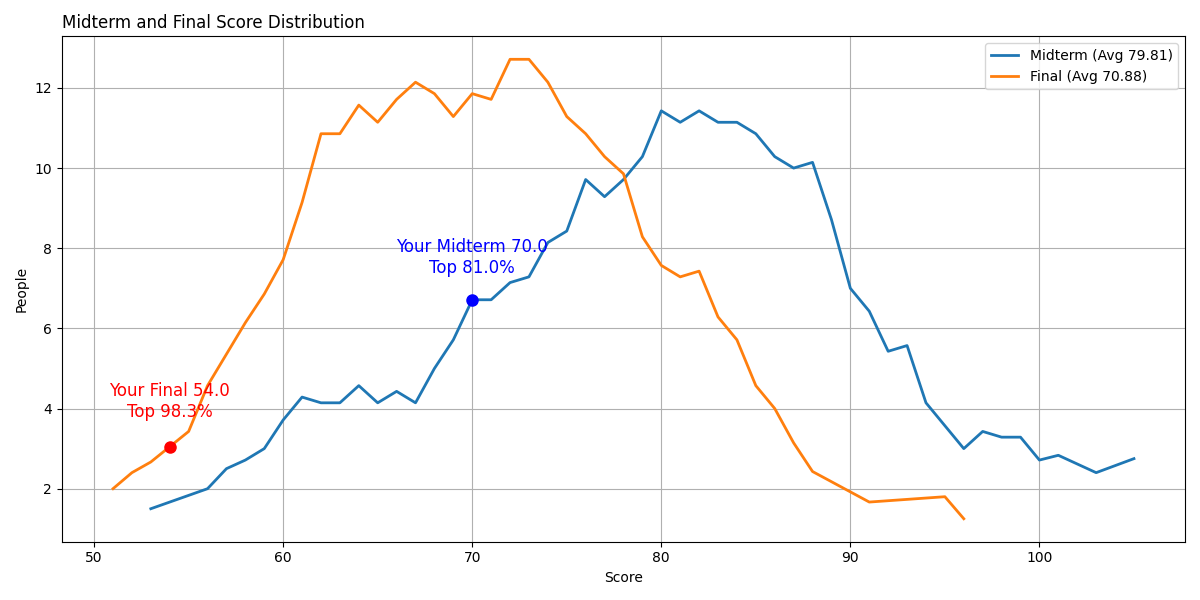 Midterm and Final Score Distribution
Midterm (Avg 79.81)
Final (Avg 70.88)
12
10
8
6
4
2
People
Your Midterm 70.0
Top 81.0%
Your Final 54.0
Top 98.3%
50
60
70
80
90
100
Score